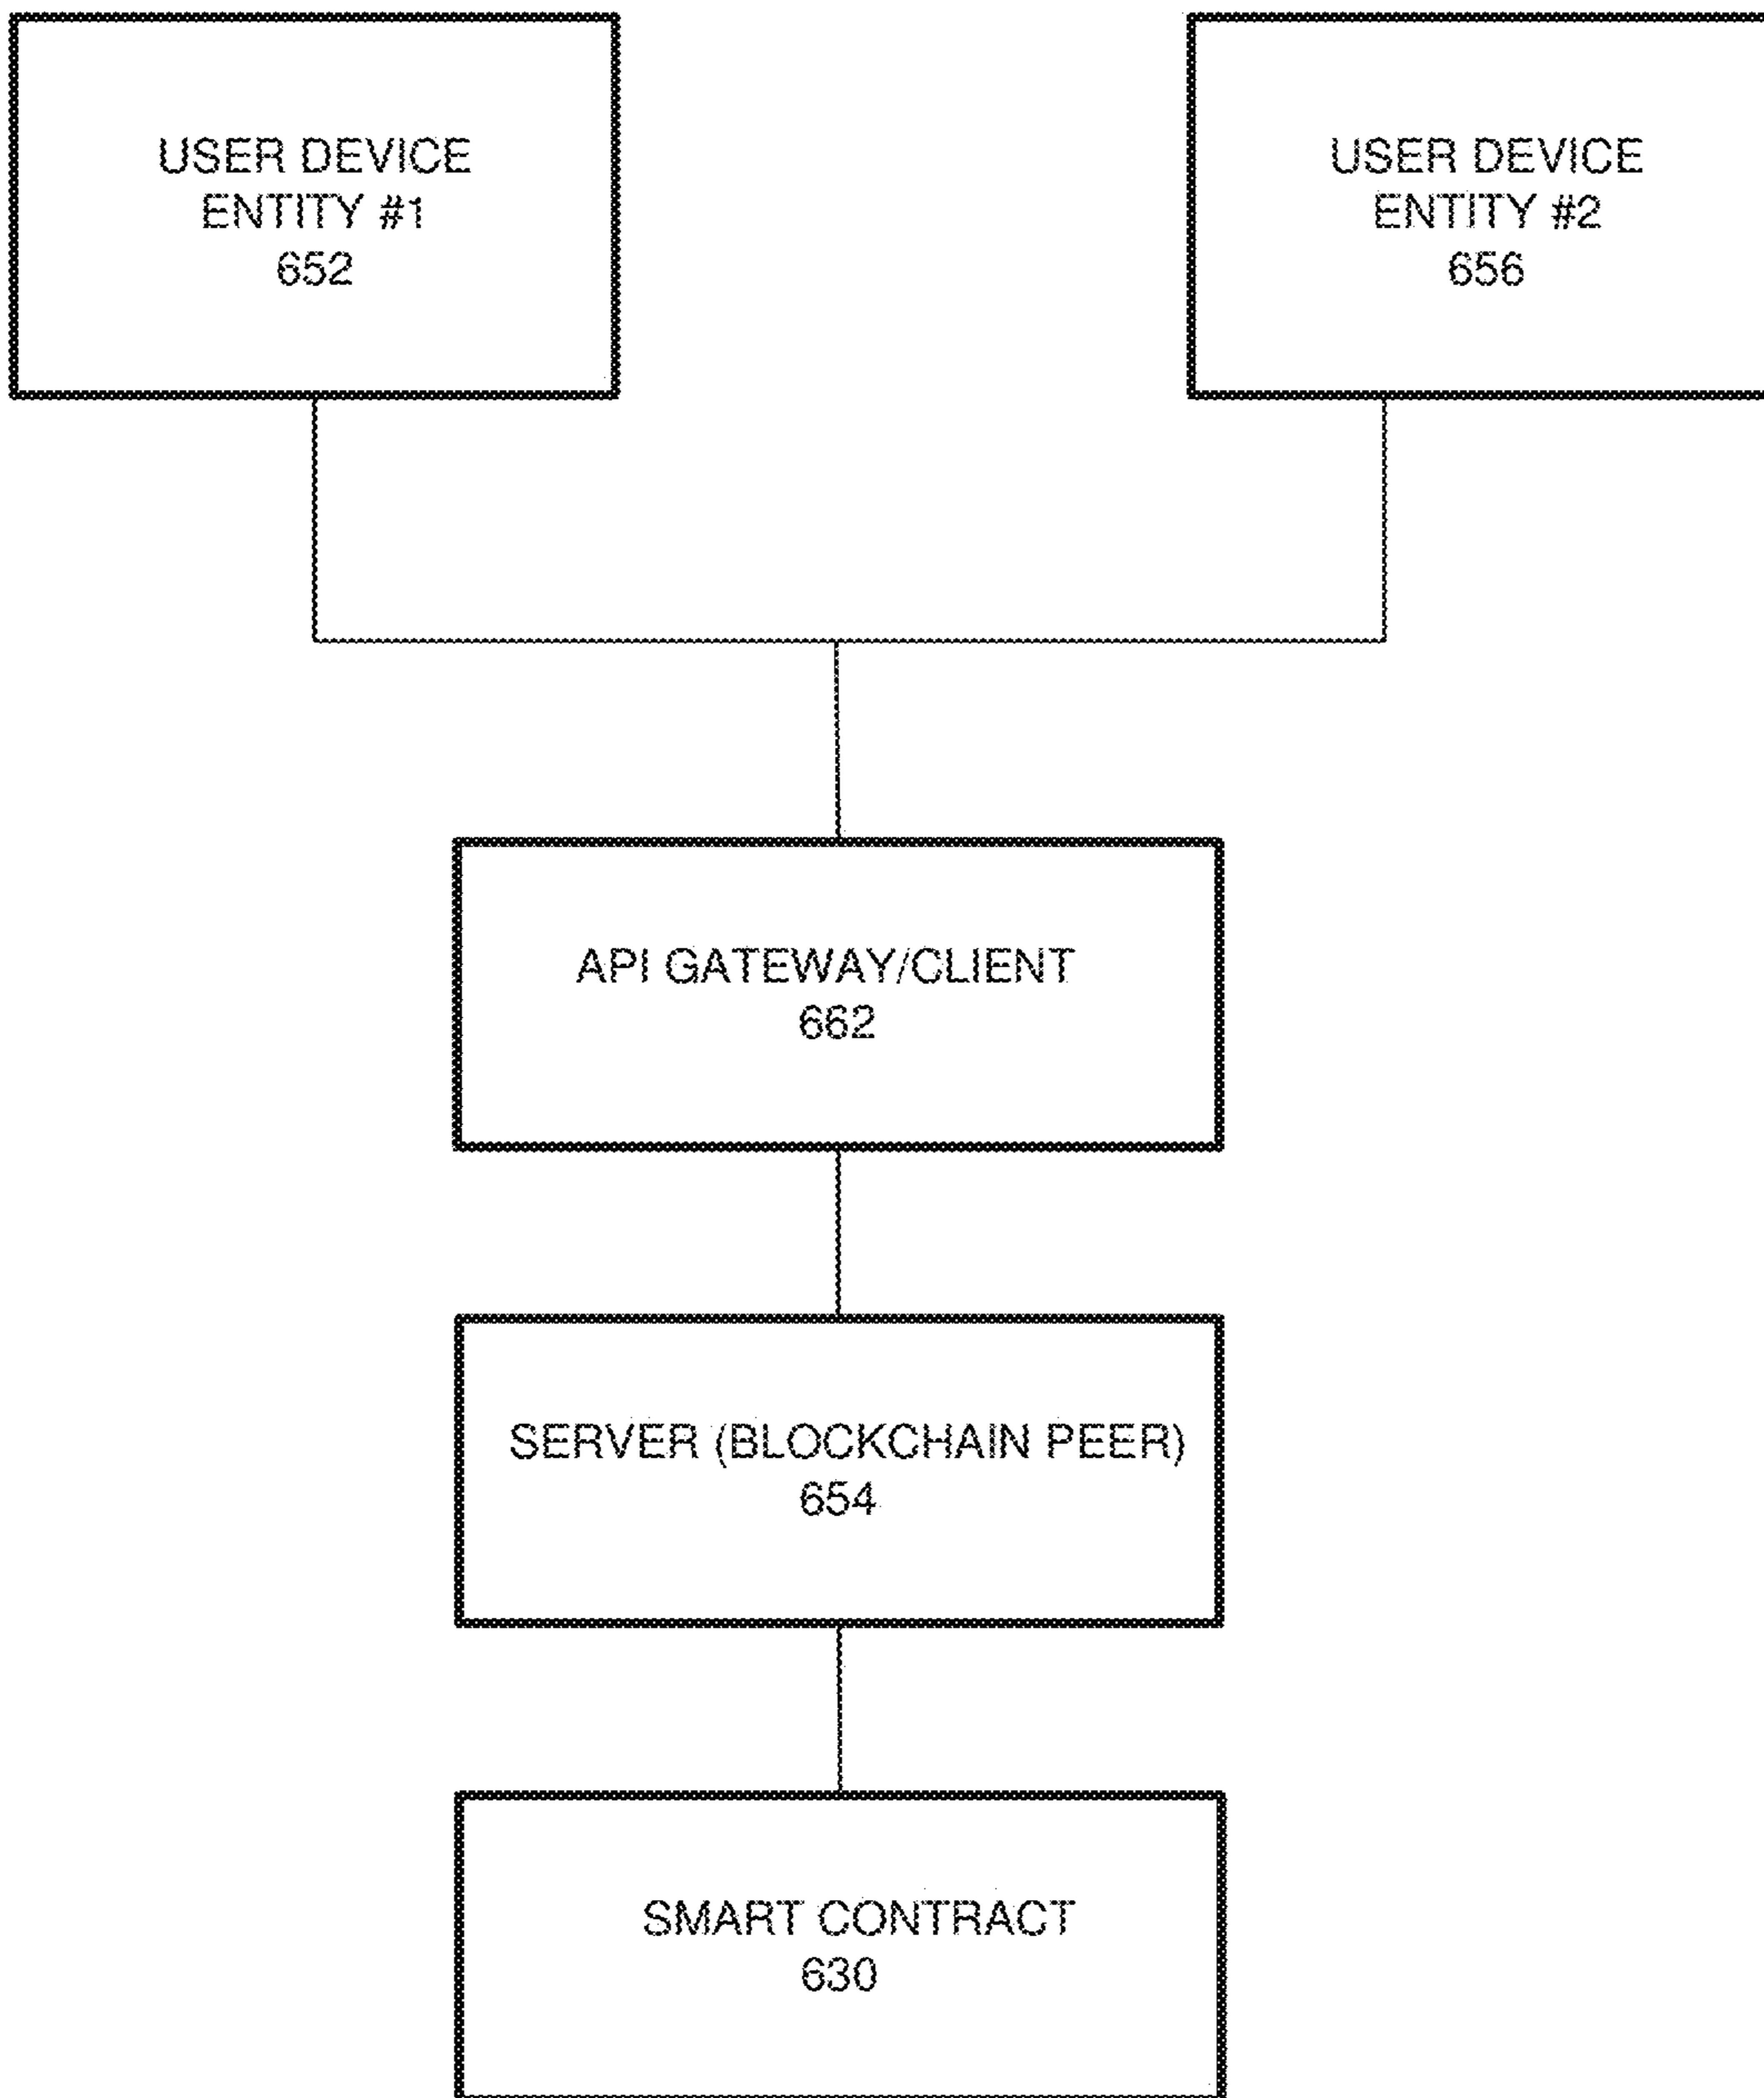 USER DEVICE
ENTITY #1
652
USER DEVICE
ENTITY #2
656
API GATEWAY/CLIENT
662
SERVER (BLOCKCHAIN PEER)
654
SMART CONTRACT
630